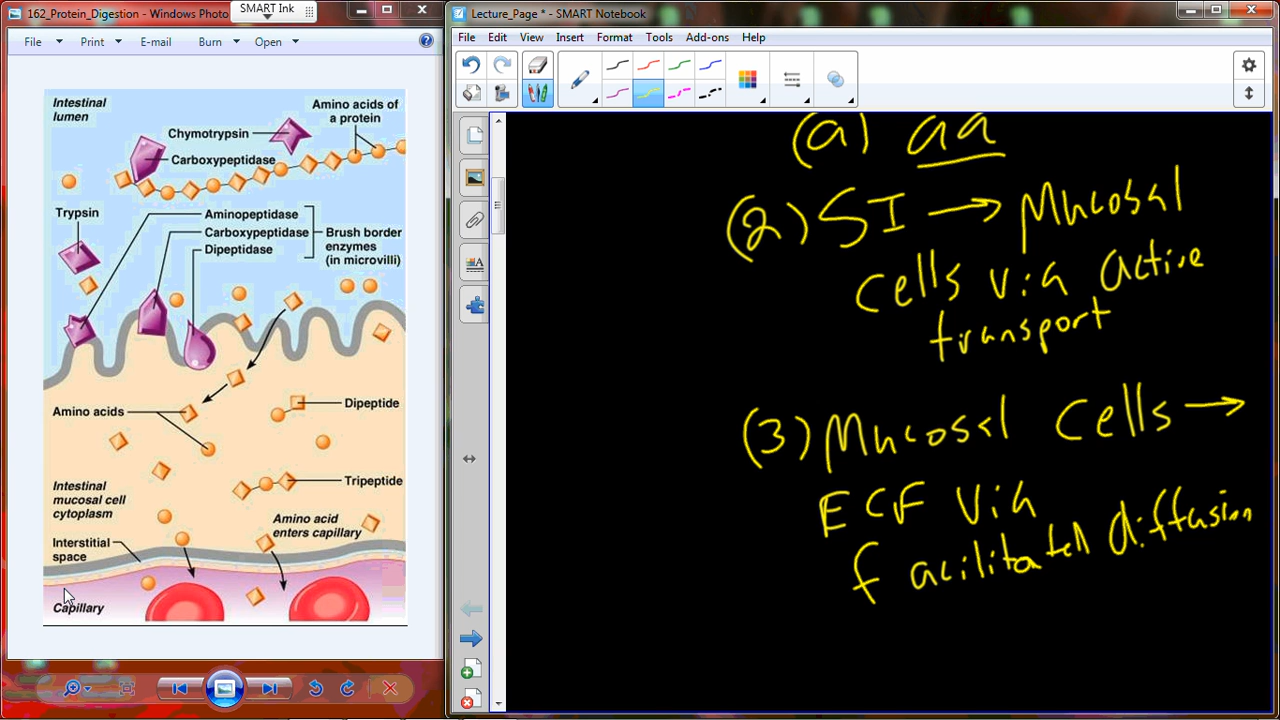 162_Protein_Digestion - Windows Photo
SMART Ink
File Print E-mail Burn Open
Intestinal
lumen
Amino acids of
a protein
Chymotrypsin
Carboxypeptidase
Trypsin
Aminopeptidase
Carboxypeptidase
Dipeptidase
Brush border
enzymes
(in microvilli)
Amino acids
Dipeptide
Tripeptide
Intestinal
mucosal cell
cytoplasm
Amino acid
enters capillary
Interstitial
space
Capillary
Lecture_Page * - SMART Notebook
File Edit View Insert Format Tools Add-ons Help
(a) aa
(2) SI → Mucosal
cells via active
transport
(3) Mucosal Cells →
ECF via
facilitated diffusion